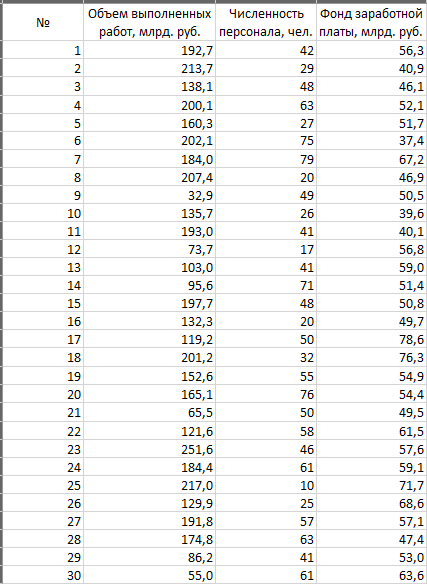 № Объем выполненных работ, млрд. руб. Численность персонала, чел. Фонд заработной платы, млрд. руб.
1 192,7 42 56,3
2 213,7 29 40,9
3 138,1 48 46,1
4 200,1 63 52,1
5 160,3 27 51,7
6 202,1 75 37,4
7 184,0 79 67,2
8 207,4 20 46,9
9 32,9 49 50,5
10 135,7 26 39,6
11 193,0 41 40,1
12 73,7 17 56,8
13 103,0 41 59,0
14 95,6 71 51,4
15 197,7 48 50,8
16 132,3 20 49,7
17 119,2 50 78,6
18 201,2 32 76,3
19 152,6 55 54,9
20 165,1 76 54,4
21 65,5 50 49,5
22 121,6 58 61,5
23 251,6 46 57,6
24 184,4 61 59,1
25 217,0 10 71,7
26 129,9 25 68,6
27 191,8 57 57,1
28 174,8 63 47,4
29 86,2 41 53,0
30 55,0 61 63,6